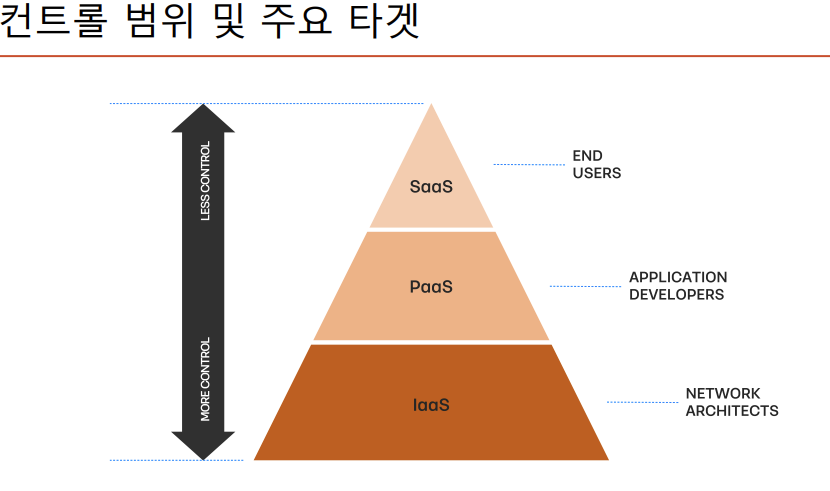 컨트롤 범위 및 주요 타겟
LESS CONTROL
MORE CONTROL
SaaS
END
USERS
PaaS
APPLICATION
DEVELOPERS
IaaS
NETWORK
ARCHITECTS